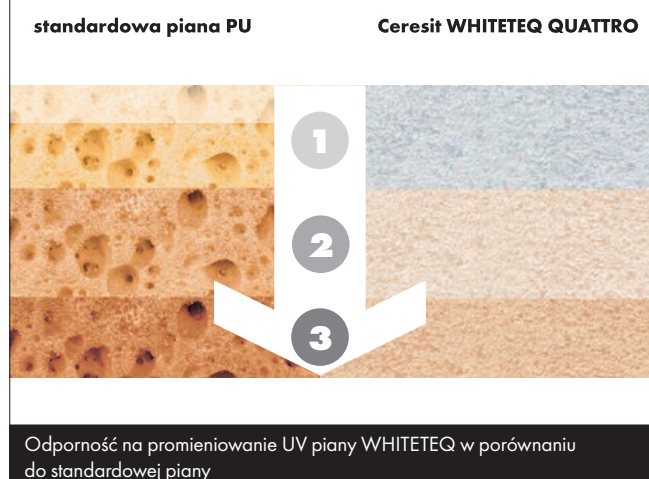 standardowa piana PU
Ceresit WHITETEQ QUATTRO
1
2
3
Odporność na promieniowanie UV piany WHITETEQ w porównaniu
do standardowej piany